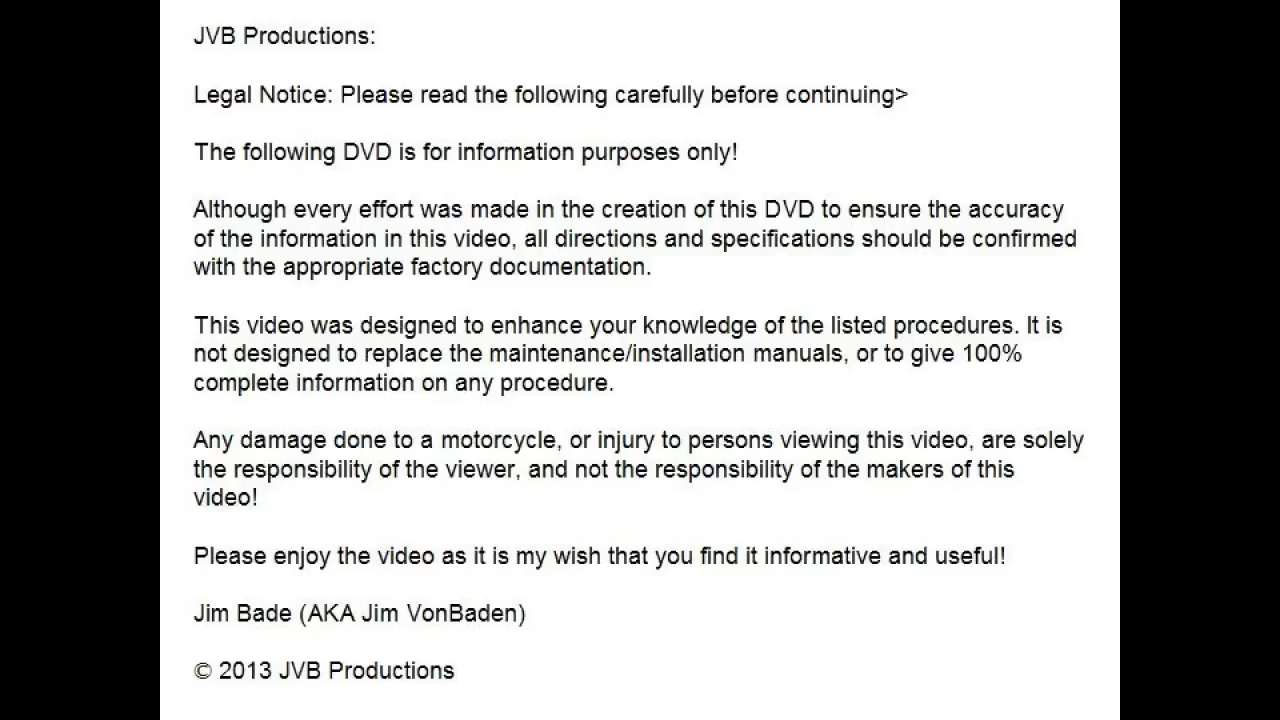 JVB Productions:
Legal Notice: Please read the following carefully before continuing>
The following DVD is for information purposes only!
Although every effort was made in the creation of this DVD to ensure the accuracy
of the information in this video, all directions and specifications should be confirmed
with the appropriate factory documentation.
This video was designed to enhance your knowledge of the listed procedures. It is
not designed to replace the maintenance/installation manuals, or to give 100%
complete information on any procedure.
Any damage done to a motorcycle, or injury to persons viewing this video, are solely
the responsibility of the viewer, and not the responsibility of the makers of this
video!
Please enjoy the video as it is my wish that you find it informative and useful!
Jim Bade (AKA Jim VonBaden)
© 2013 JVB Productions